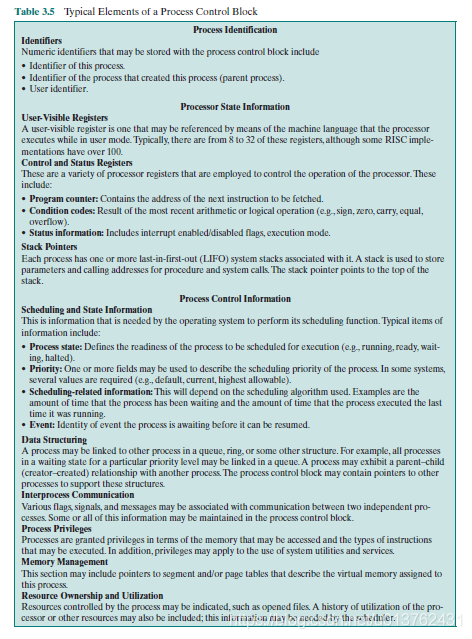 Table 3.5 Typical Elements of a Process Control Block
Process Identification
Identifiers
Numeric identifiers that may be stored with the process control block include
• Identifier of this process.
• Identifier of the process that created this process (parent process).
• User identifier.
Processor State Information
User-Visible Registers
A user-visible register is one that may be referenced by means of the machine language that the processor
executes while in user mode. Typically, there are from 8 to 32 of these registers, although some RISC imple-
mentations have over 100.
Control and Status Registers
These are a variety of processor registers that are employed to control the operation of the processor. These
include:
• Program counter: Contains the address of the next instruction to be fetched.
• Condition codes: Result of the most recent arithmetic or logical operation (e.g., sign, zero, carry, equal,
overflow).
• Status information: Includes interrupt enabled/disabled flags, execution mode.
Stack Pointers
Each process has one or more last-in-first-out (LIFO) system stacks associated with it. A stack is used to store
parameters and calling addresses for procedure and system calls. The stack pointer points to the top of the
stack.
Process Control Information
Scheduling and State Information
This is information that is needed by the operating system to perform its scheduling function. Typical items of
information include:
• Process state: Defines the readiness of the process to be scheduled for execution (e.g., running, ready, wait-
ing, halted).
• Priority: One or more fields may be used to describe the scheduling priority of the process. In some systems,
several values are required (e.g., default, current, highest allowable).
• Scheduling-related information: This will depend on the scheduling algorithm used. Examples are the
amount of time that the process has been waiting and the amount of time that the process executed the last
time it was running.
• Event: Identity of event the process is awaiting before it can be resumed.
Data Structuring
A process may be linked to other process in a queue, ring, or some other structure. For example, all processes
in a waiting state for a particular priority level may be linked in a queue. A process may exhibit a parent–child
(creator–created) relationship with another process. The process control block may contain pointers to other
processes to support these structures.
Interprocess Communication
Various flags, signals, and messages may be associated with communication between two independent pro-
cesses. Some or all of this information may be maintained in the process control block.
Process Privileges
Processes are granted privileges in terms of the memory that may be accessed and the types of instructions
that may be executed. In addition, privileges may apply to the use of system utilities and services.
Memory Management
This section may include pointers to segment and/or page tables that describe the virtual memory assigned to
this process.
Resource Ownership and Utilization
Resources controlled by the process may be indicated, such as opened files. A history of utilization of the pro-
cessor or other resources may also be included; this information may be needed by the scheduler.